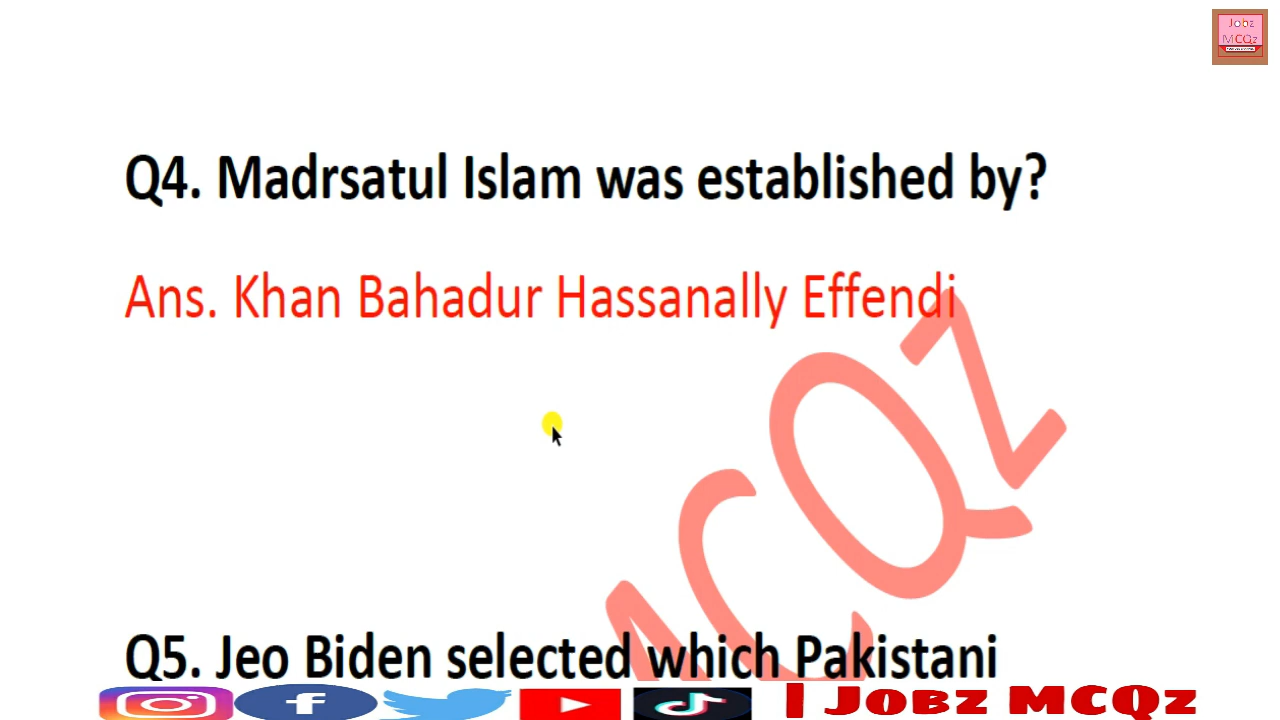 Jobz
MCQz
Q4. Madrsatul Islam was established by?
Ans. Khan Bahadur Hassanally Effendi
MCQz
Q5. Jeo Biden selected which Pakistani
| Jobz MCQz